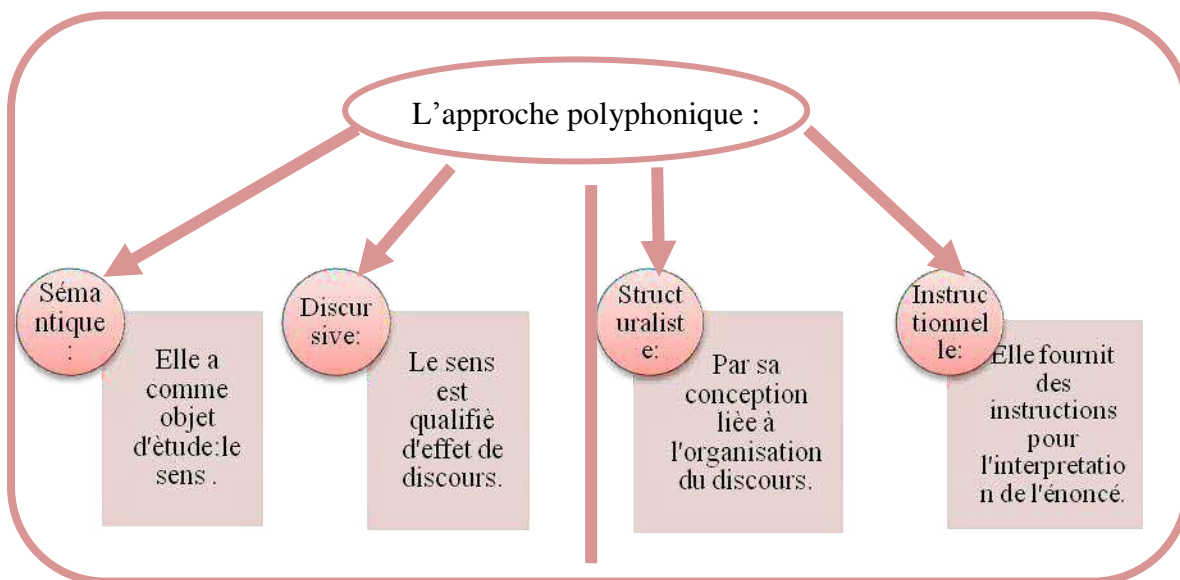 L’approche polyphonique :
Séma
ntique
:
Elle a
comme
objet
d'ètude:le
sens .
Discur
sive:
Le sens
est
qualifiè
d'effet de
discours.
Struct
uralist
e:
Par sa
conception
lièe à
l'organisation
du discours.
Instruc
tionnel
le:
Elle fournit
des
instructions
pour
l'interpretatio
n de l'énoncé.